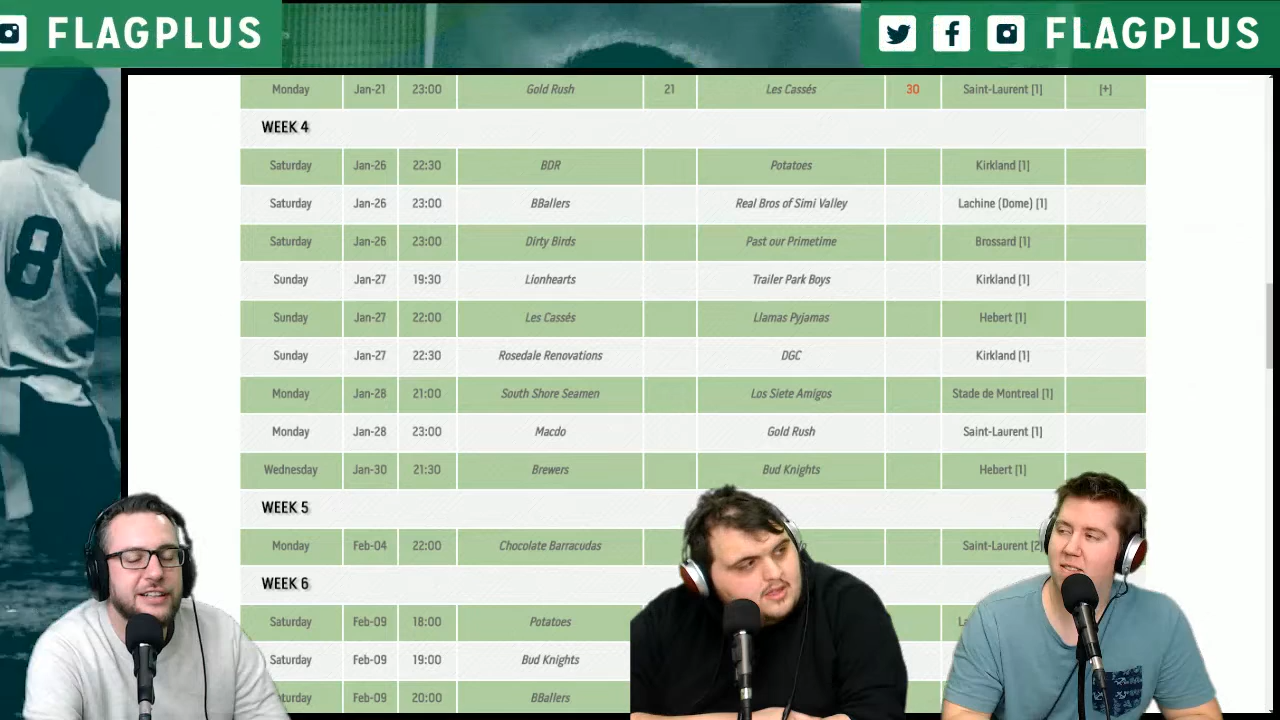 FLAGPLUS
FLAGPLUS
Monday Jan-21 23:00 Gold Rush 21 Les Cassés 30 Saint-Laurent [1] [+]
WEEK 4
Saturday Jan-26 22:30 BDR Potatoes Kirkland [1]
Saturday Jan-26 23:00 BBallers Real Bros of Simi Valley Lachine (Dome) [1]
Saturday Jan-26 23:00 Dirty Birds Past our Primetime Brossard [1]
Sunday Jan-27 19:30 Lionhearts Trailer Park Boys Kirkland [1]
Sunday Jan-27 22:00 Les Cassés Llamas Pyjamas Hebert [1]
Sunday Jan-27 22:30 Rosedale Renovations DGC Kirkland [1]
Monday Jan-28 21:00 South Shore Seamen Los Siete Amigos Stade de Montreal [1]
Monday Jan-28 23:00 Macdo Gold Rush Saint-Laurent [1]
Wednesday Jan-30 21:30 Brewers Bud Knights Hebert [1]
WEEK 5
Monday Feb-04 22:00 Chocolate Barracudas Saint-Laurent [2]
WEEK 6
Saturday Feb-09 18:00 Potatoes
Saturday Feb-09 19:00 Bud Knights
Saturday Feb-09 20:00 BBallers
8